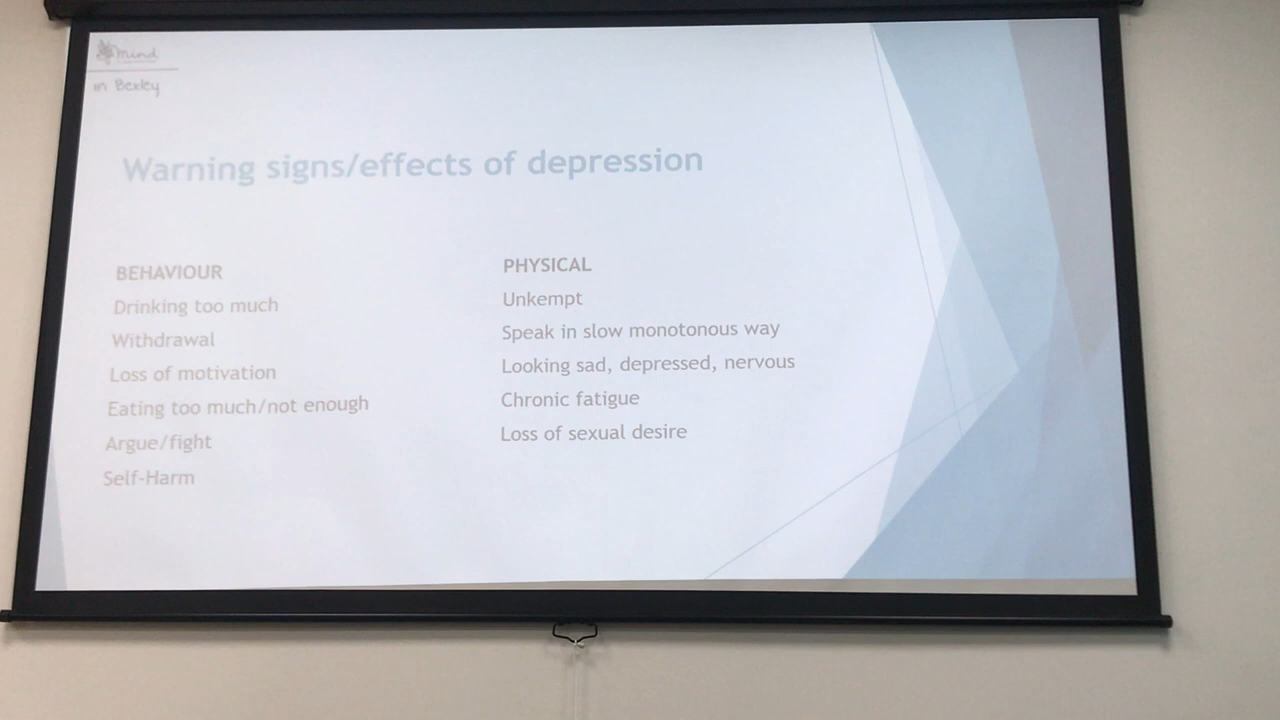 mind
in Bexley
Warning signs/effects of depression
BEHAVIOUR
Drinking too much
Withdrawal
Loss of motivation
Eating too much/not enough
Argue/fight
Self-Harm
PHYSICAL
Unkempt
Speak in slow monotonous way
Looking sad, depressed, nervous
Chronic fatigue
Loss of sexual desire